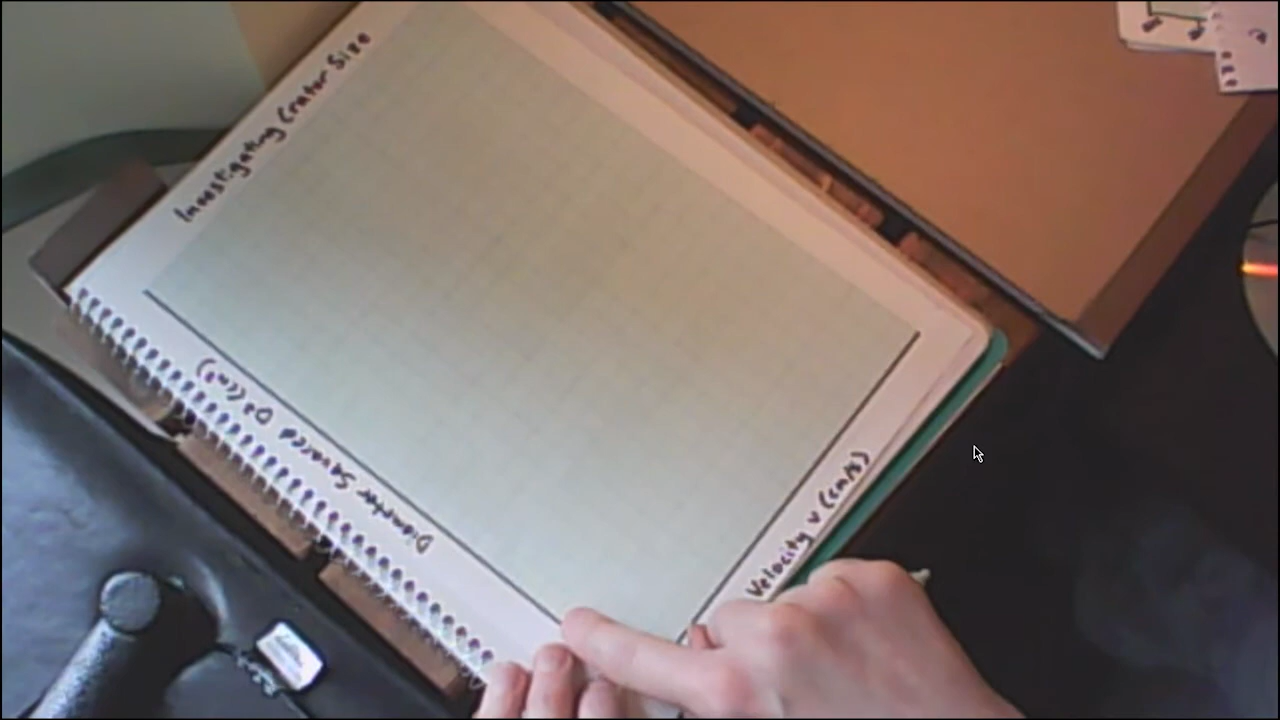 Investigating Crater Size
Diameter Squared D² (cm²)
Velocity v (cm/s)